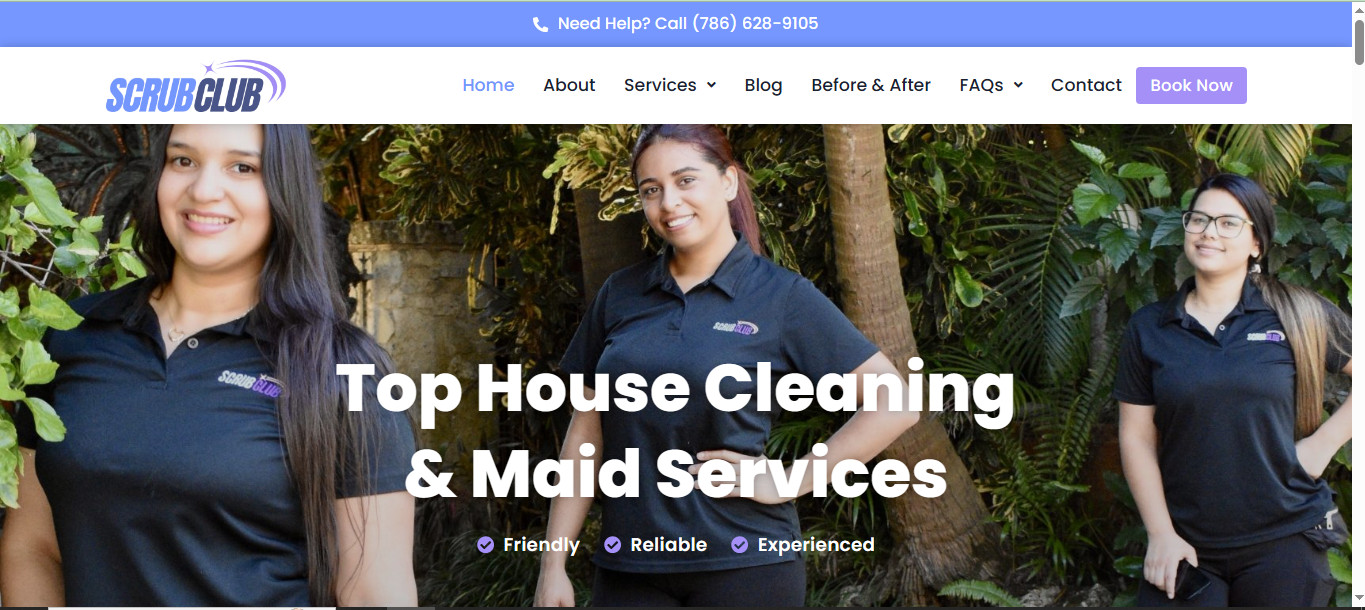 Need Help? Call (786) 628-9105
SCRUBCLUB
Home About Services Blog Before & After FAQs Contact Book Now
SCRUBCLUB
SCRUBCLUB
SCRUBCLUB
Top House Cleaning
& Maid Services
Friendly Reliable Experienced